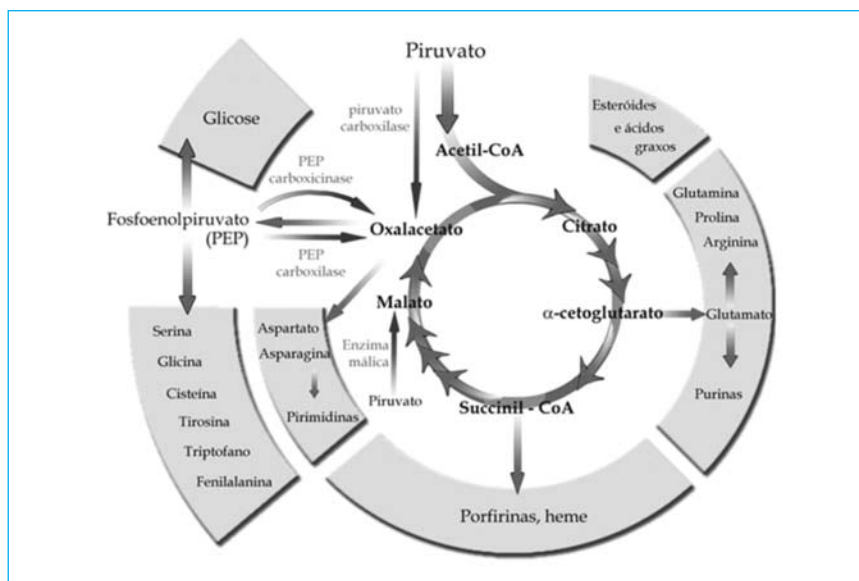 Piruvato
Glicose
piruvato
carboxilase
Esteróides
e ácidos
graxos
Acetil-CoA
PEP
carboxicinase
Glutamina
Prolina
Arginina
Fosfoenolpiruvato
(PEP)
Oxalacetato
Citrato
PEP
carboxilase
Malato
α-cetoglutarato
Glutamato
Serina
Glicina
Cisteína
Tirosina
Triptofano
Fenilalanina
Aspartato
Asparagina
Pirimidinas
Enzima
málica
Piruvato
Succinil - CoA
Purinas
Porfirinas, heme